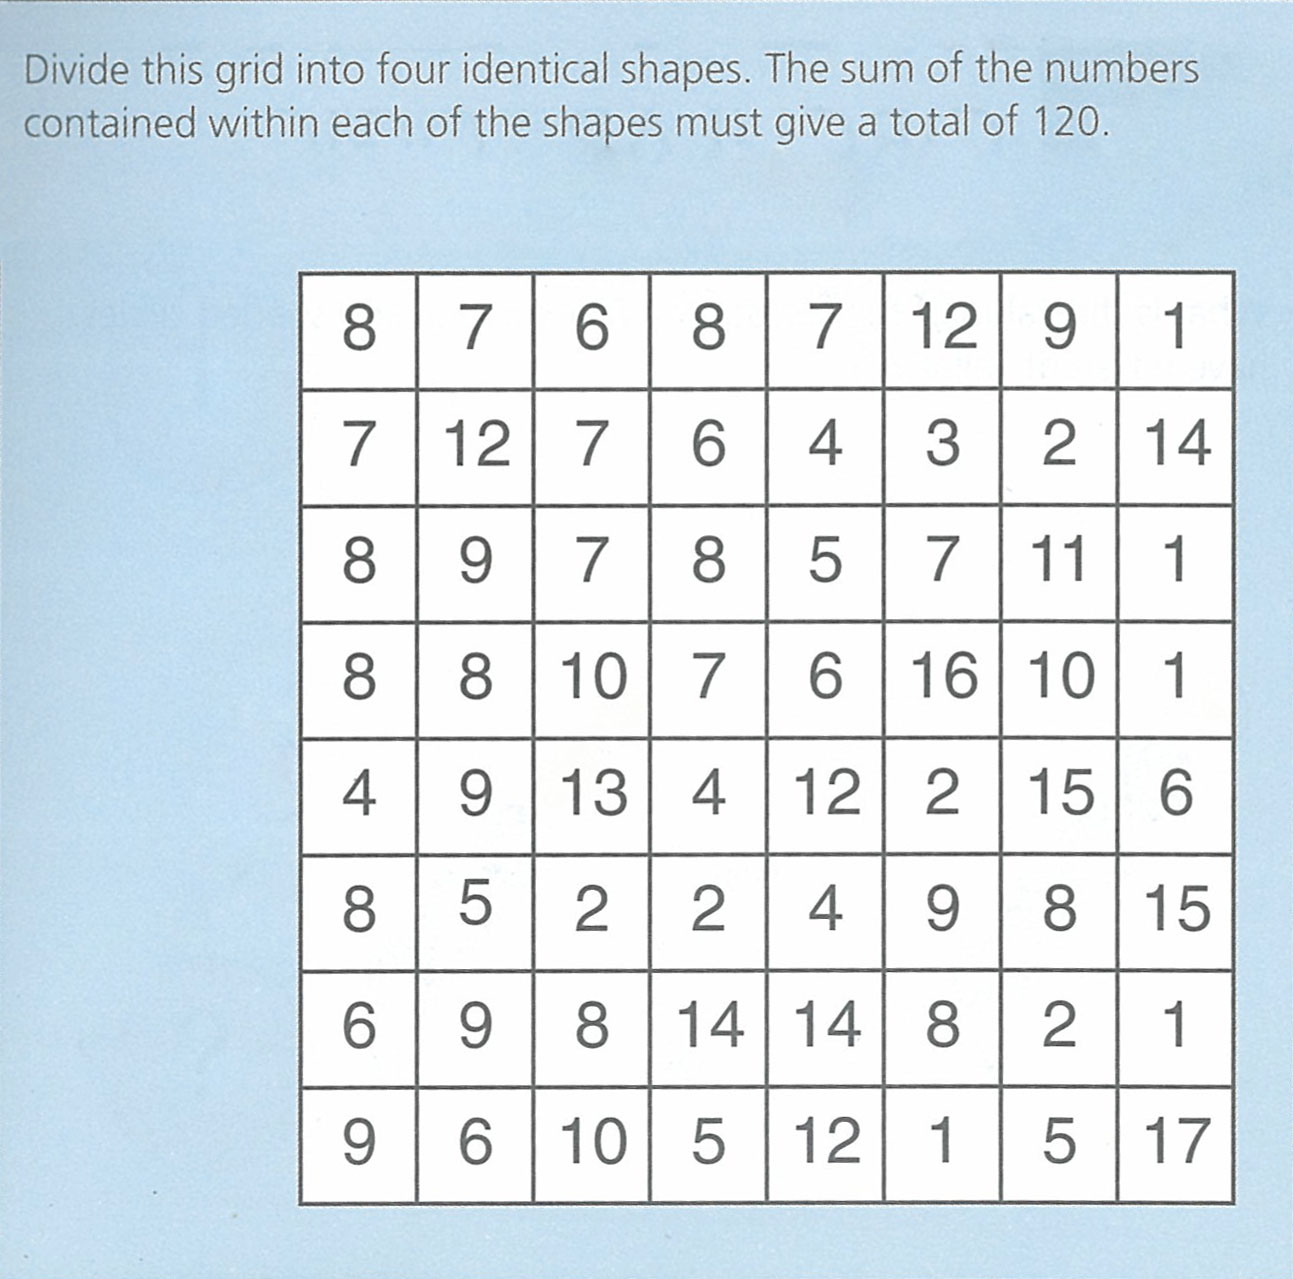 Divide this grid into four identical shapes. The sum of the numbers
contained within each of the shapes must give a total of 120.
8 7 6 8 7 12 9 1
7 12 7 6 4 3 2 14
8 9 7 8 5 7 11 1
8 8 10 7 6 16 10 1
4 9 13 4 12 2 15 6
8 5 2 2 4 9 8 15
6 9 8 14 14 8 2 1
9 6 10 5 12 1 5 17